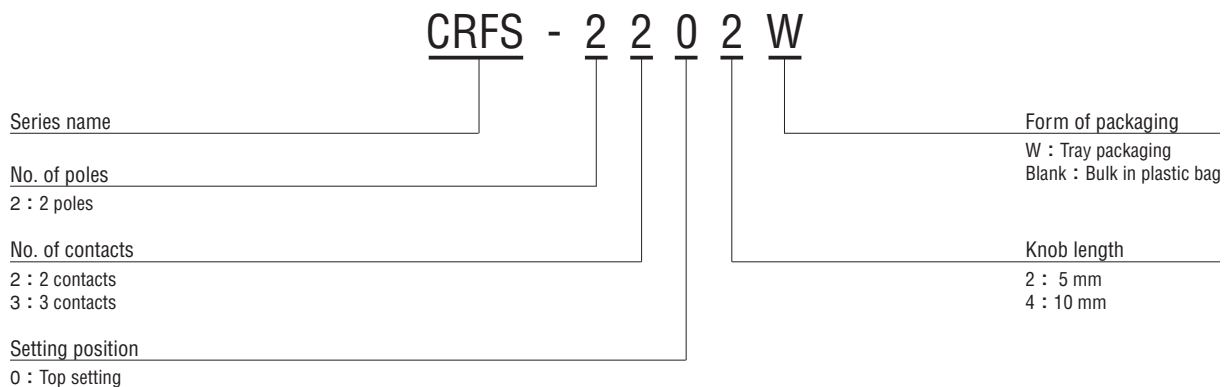 CRFS - 2 2 0 2 W
Series name
No. of poles
2 : 2 poles
No. of contacts
2 : 2 contacts
3 : 3 contacts
Setting position
0 : Top setting
Form of packaging
W : Tray packaging
Blank : Bulk in plastic bag
Knob length
2 : 5 mm
4 : 10 mm